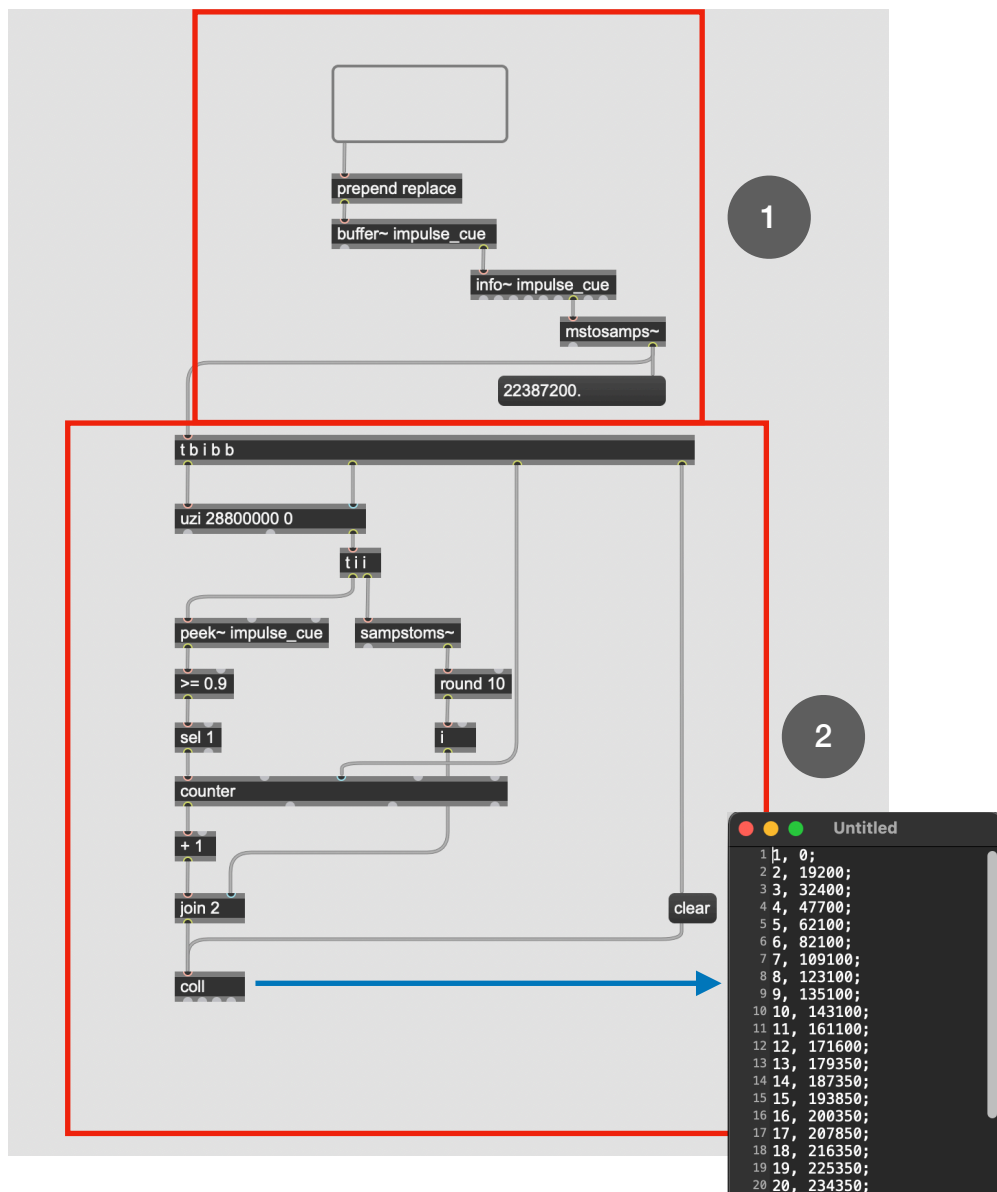 1
prepend replace
buffer~ impulse_cue
info~ impulse_cue
mstosamps~
22387200.
t b i b b
uzi 28800000 0
t i i
peek~ impulse_cue
sampstoms~
>= 0.9
round 10
sel 1
i
2
counter
+ 1
join 2
clear
coll
Untitled
1 1, 0;
2 2, 19200;
3 3, 32400;
4 4, 47700;
5 5, 62100;
6 6, 82100;
7 7, 109100;
8 8, 123100;
9 9, 135100;
10 10, 143100;
11 11, 161100;
12 12, 171600;
13 13, 179350;
14 14, 187350;
15 15, 193850;
16 16, 200350;
17 17, 207850;
18 18, 216350;
19 19, 225350;
20 20, 234350;